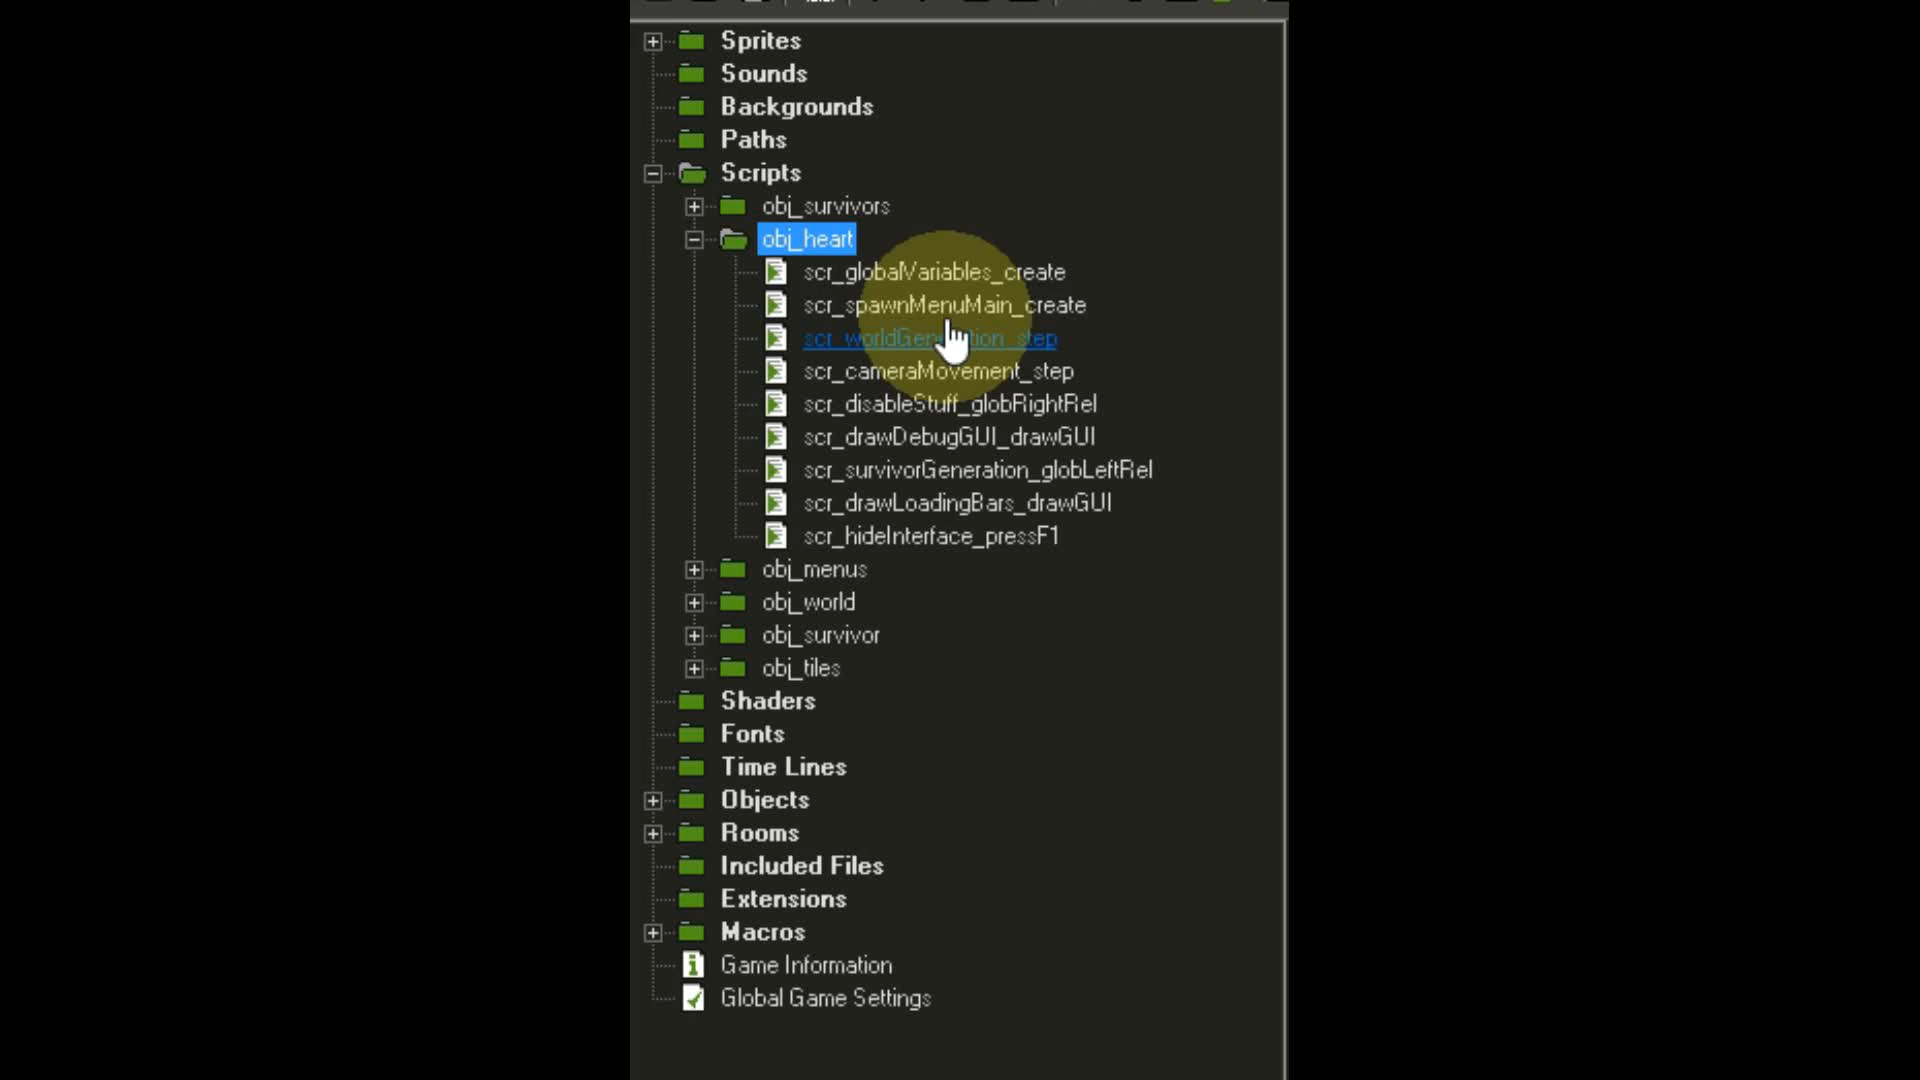 Sprites
Sounds
Backgrounds
Paths
Scripts
obj_survivors
obj_heart
scr_globalVariables_create
scr_spawnMenuMain_create
scr_worldGeneration_step
scr_cameraMovement_step
scr_disableStuff_globRightRel
scr_drawDebugGUI_drawGUI
scr_survivorGeneration_globLeftRel
scr_drawLoadingBars_drawGUI
scr_hideInterface_pressF1
obj_menus
obj_world
obj_survivor
obj_tiles
Shaders
Fonts
Time Lines
Objects
Rooms
Included Files
Extensions
Macros
Game Information
Global Game Settings